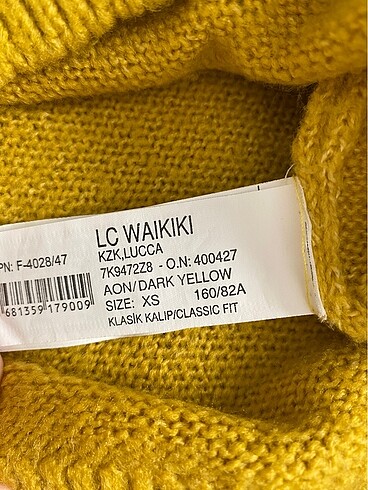 LC WAIKIKI
KZK,LUCCA
PN: F-4028/47
7K9472Z8 - O.N: 400427
AON/DARK YELLOW
SIZE: XS 160/82A
681359 179009
KLASİK KALIP/CLASSIC FIT